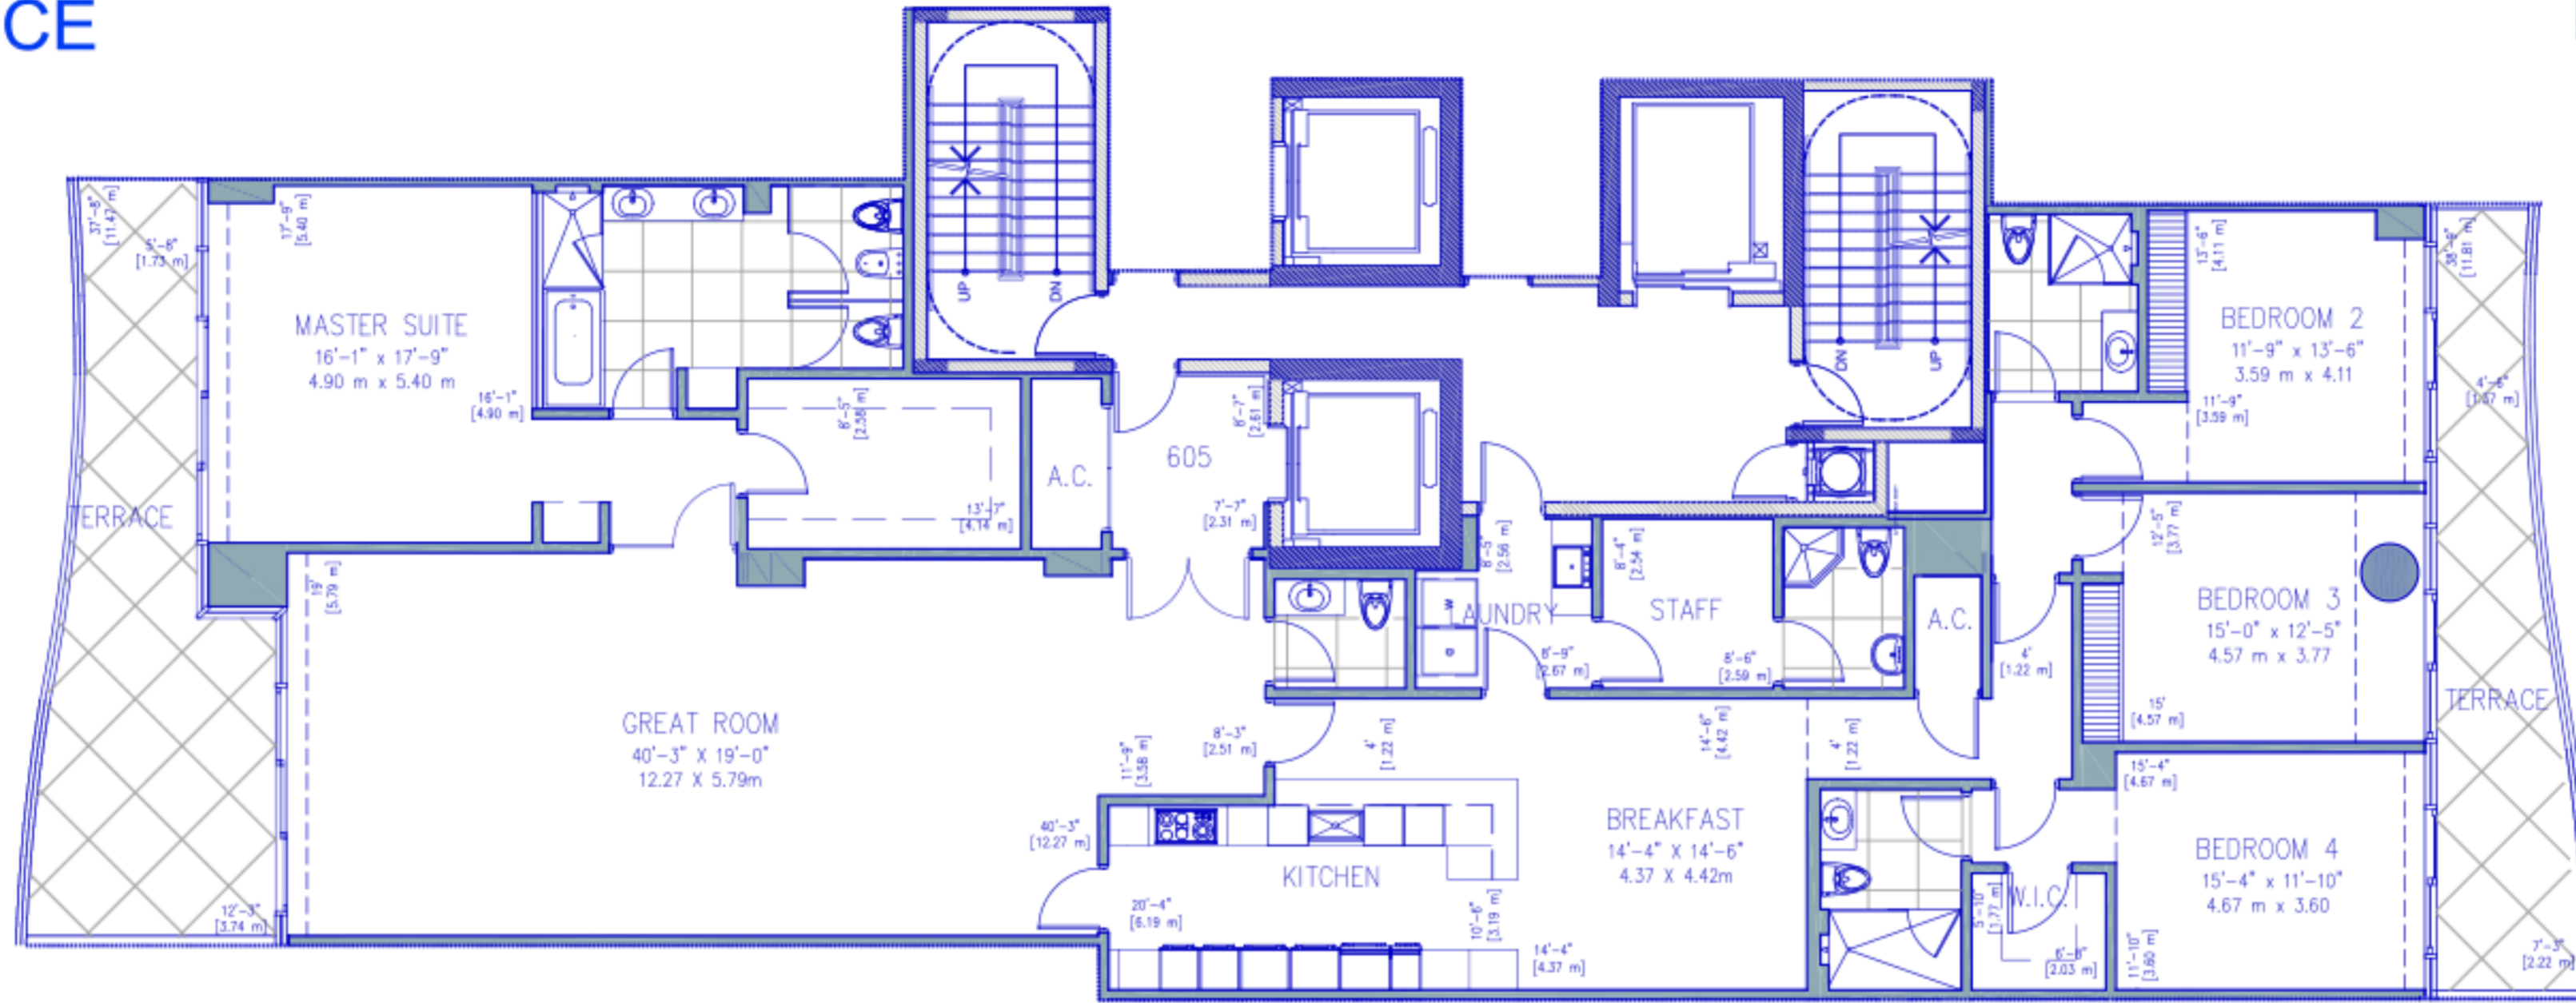 CE
UP
DN
DN
UP
37'-8"
[11.47 m]
5'-8"
[1.73 m]
17'-9"
[5.40 m]
MASTER SUITE
16'-1" x 17'-9"
4.90 m x 5.40 m
16'-1"
[4.90 m]
TERRACE
8'-5"
[2.58 m]
13'-7"
[4.14 m]
A.C.
8'-7"
[2.61 m]
605
7'-7"
[2.31 m]
13'-6"
[4.11 m]
38'-9"
[11.81 m]
BEDROOM 2
11'-9" x 13'-6"
3.59 m x 4.11
11'-9"
[3.59 m]
4'-6"
[1.37 m]
19'
[5.79 m]
8'-5"
[2.56 m]
8'-4"
[2.54 m]
W
D
LAUNDRY
STAFF
A.C.
8'-9"
[2.67 m]
8'-6"
[2.59 m]
4'
[1.22 m]
12'-5"
[3.77 m]
BEDROOM 3
15'-0" x 12'-5"
4.57 m x 3.77
15'
[4.57 m]
TERRACE
GREAT ROOM
40'-3" X 19'-0"
12.27 X 5.79m
11'-9"
[3.58 m]
8'-3"
[2.51 m]
4'
[1.22 m]
14'-6"
[4.42 m]
4'
[1.22 m]
15'-4"
[4.67 m]
40'-3"
[12.27 m]
KITCHEN
BREAKFAST
14'-4" X 14'-6"
4.37 X 4.42m
BEDROOM 4
15'-4" x 11'-10"
4.67 m x 3.60
12'-3"
[3.74 m]
20'-4"
[6.19 m]
10'-6"
[3.19 m]
14'-4"
[4.37 m]
W.I.C.
5'-10"
[1.77 m]
6'-8"
[2.03 m]
11'-10"
[3.60 m]
7'-3"
[2.22 m]